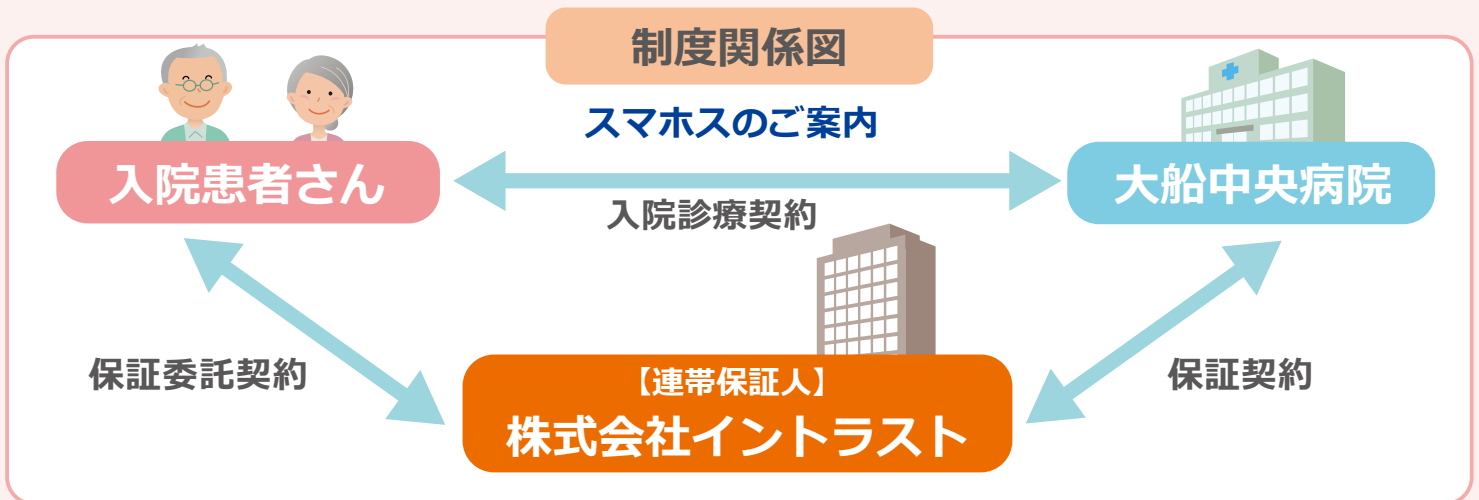 制度関係図
スマホスのご案内
入院患者さん
大船中央病院
入院診療契約
保証委託契約
保証契約
【連帯保証人】
株式会社イントラスト